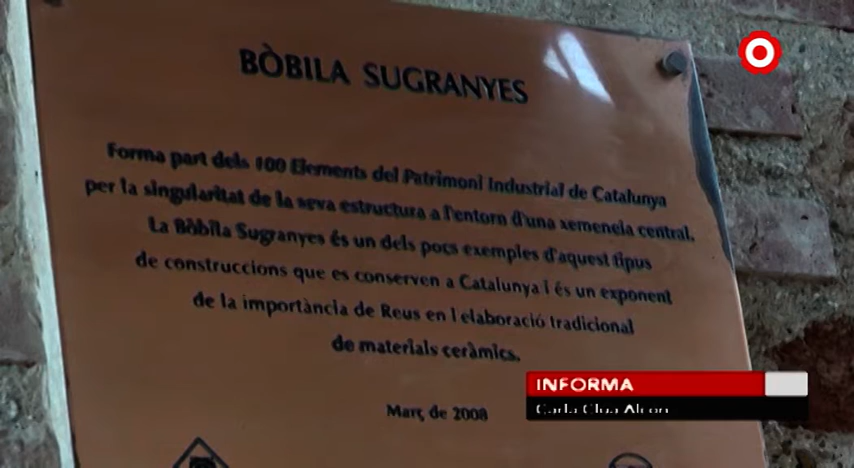 BÒBILA SUGRANYES
Forma part dels 100 Elements del Patrimoni Industrial de Catalunya
per la singularitat de la seva estructura a l'entorn d'una xemeneia central.
La Bòbila Sugranyes és un dels pocs exemples d'aquest tipus
de construccions que es conserven a Catalunya i és un exponent
de la importància de Reus en l'elaboració tradicional
de materials ceràmics.
Març de 2008
INFORMA
Carla Clua Alcon